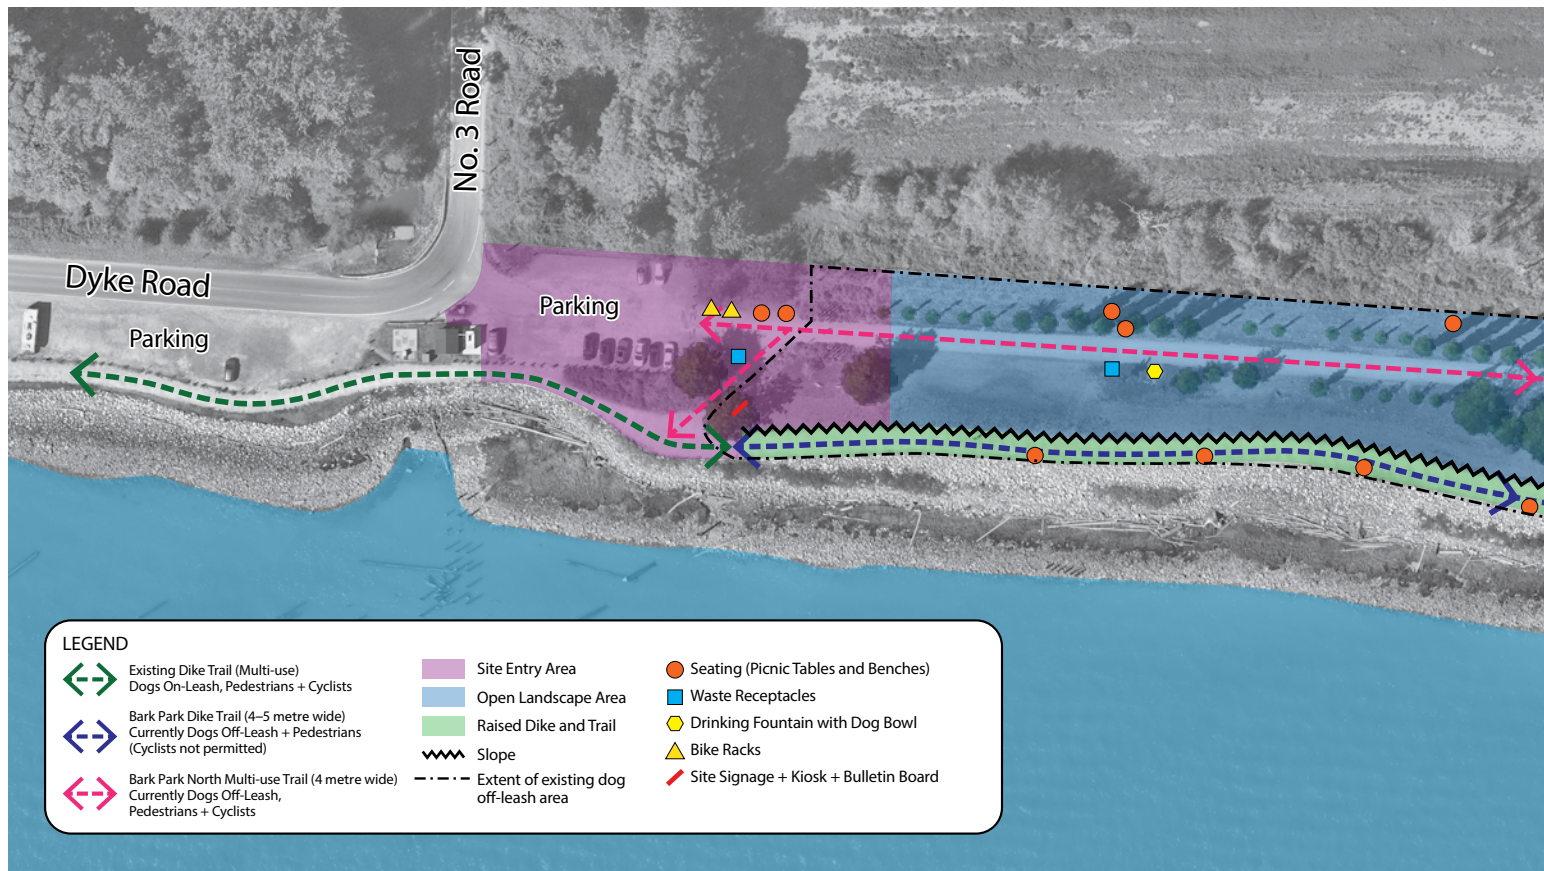 No. 3 Road
Dyke Road
Parking
Parking
LEGEND
Existing Dike Trail (Multi-use)
Dogs On-Leash, Pedestrians + Cyclists
Bark Park Dike Trail (4–5 metre wide)
Currently Dogs Off-Leash + Pedestrians
(Cyclists not permitted)
Bark Park North Multi-use Trail (4 metre wide)
Currently Dogs Off-Leash,
Pedestrians + Cyclists
Site Entry Area
Open Landscape Area
Raised Dike and Trail
Slope
Extent of existing dog
off-leash area
Seating (Picnic Tables and Benches)
Waste Receptacles
Drinking Fountain with Dog Bowl
Bike Racks
Site Signage + Kiosk + Bulletin Board